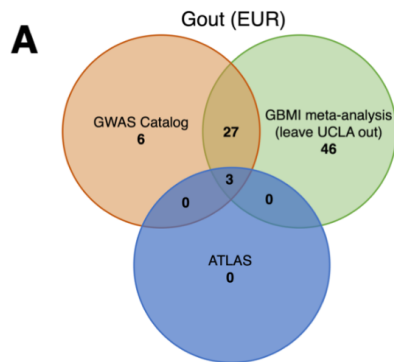 Gout (EUR)
A
GWAS Catalog
6
27
GBMI meta-analysis
(leave UCLA out)
46
3
0
0
ATLAS
0